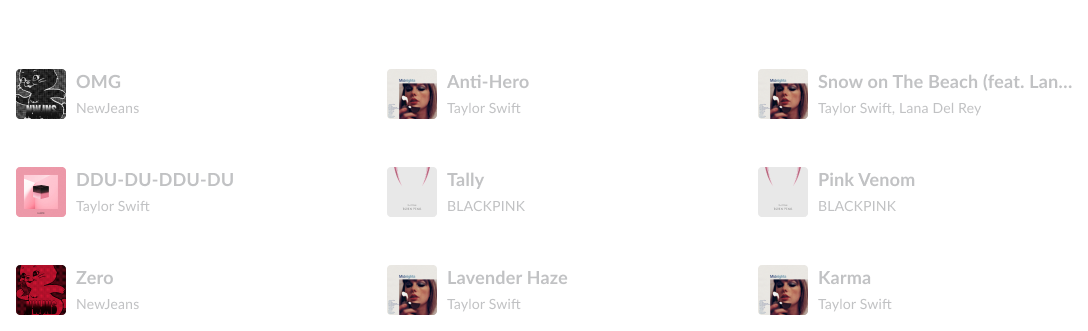 OMG
NewJeans
Anti-Hero
Taylor Swift
Snow on The Beach (feat. Lan...
Taylor Swift, Lana Del Rey
DDU-DU-DDU-DU
Taylor Swift
Tally
BLACKPINK
Pink Venom
BLACKPINK
Zero
NewJeans
Lavender Haze
Taylor Swift
Karma
Taylor Swift